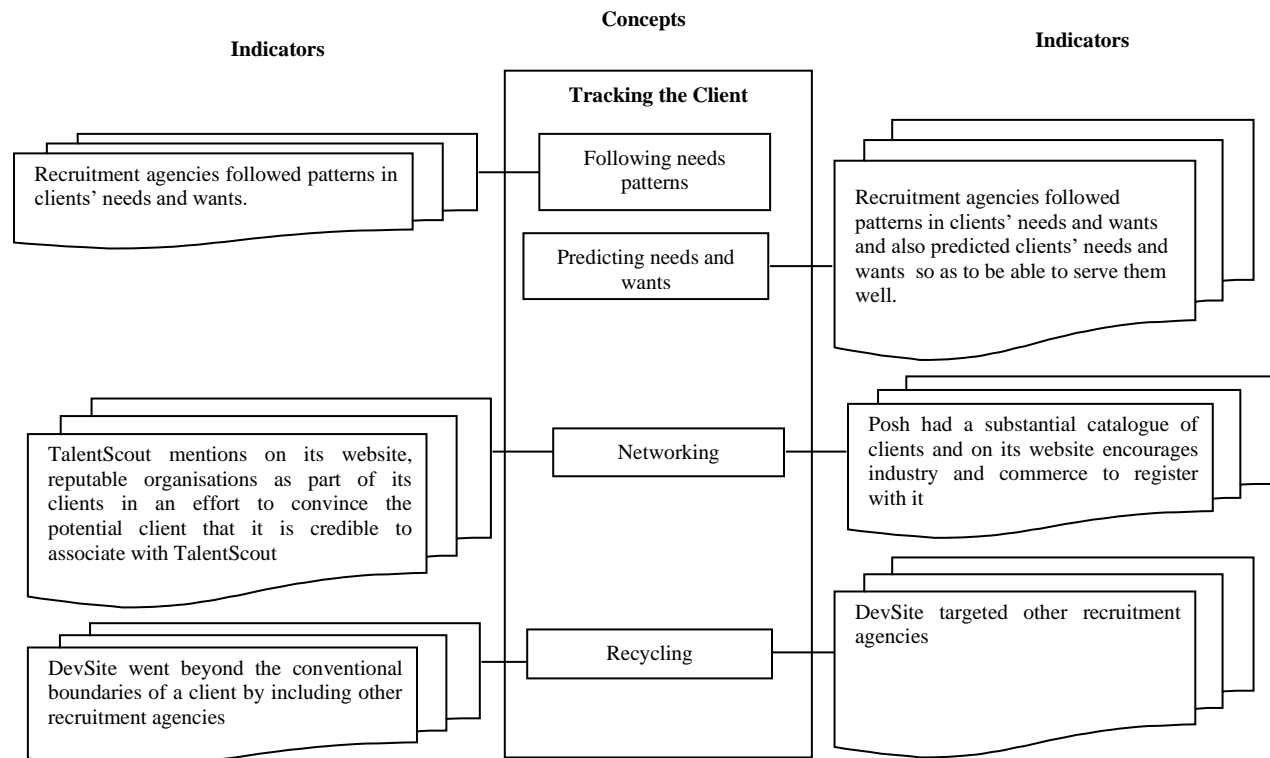 Concepts
Indicators
Indicators
Tracking the Client
Recruitment agencies followed patterns in
clients’ needs and wants.
Following needs
patterns
Predicting needs and
wants
Recruitment agencies followed
patterns in clients’ needs and wants
and also predicted clients’ needs and
wants so as to be able to serve them
well.
TalentScout mentions on its website,
reputable organisations as part of its
clients in an effort to convince the
potential client that it is credible to
associate with TalentScout
Networking
Posh had a substantial catalogue of
clients and on its website encourages
industry and commerce to register
with it
DevSite went beyond the conventional
boundaries of a client by including other
recruitment agencies
Recycling
DevSite targeted other recruitment
agencies